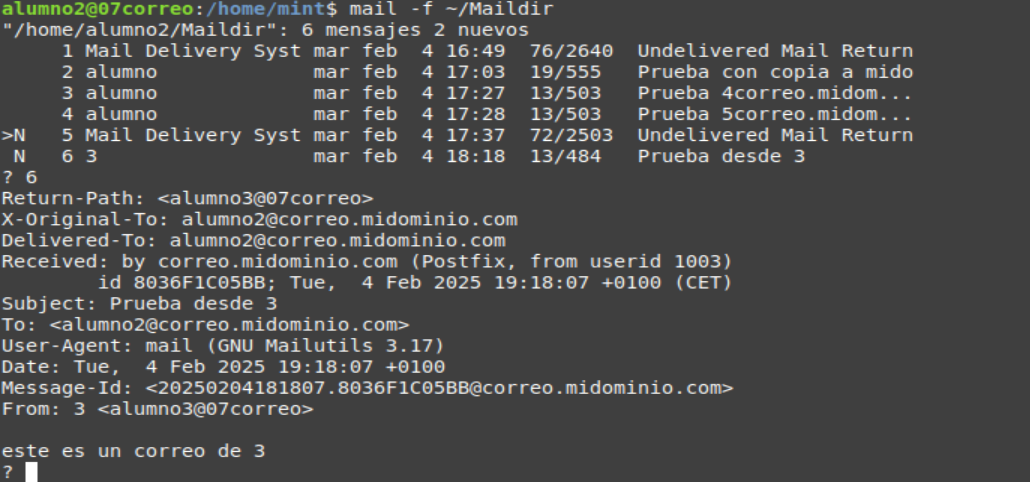 alumno2@07correo:/home/mint$ mail -f ~/Maildir
"/home/alumno2/Maildir": 6 mensajes 2 nuevos
     1 Mail Delivery Syst mar feb  4 16:49  76/2640  Undelivered Mail Return
     2 alumno             mar feb  4 17:03  19/555   Prueba con copia a mido
     3 alumno             mar feb  4 17:27  13/503   Prueba 4correo.midom...
     4 alumno             mar feb  4 17:28  13/503   Prueba 5correo.midom...
>N   5 Mail Delivery Syst mar feb  4 17:37  72/2503  Undelivered Mail Return
 N   6 3                  mar feb  4 18:18  13/484   Prueba desde 3
? 6
Return-Path: <alumno3@07correo>
X-Original-To: alumno2@correo.midominio.com
Delivered-To: alumno2@correo.midominio.com
Received: by correo.midominio.com (Postfix, from userid 1003)
        id 8036F1C05BB; Tue,  4 Feb 2025 19:18:07 +0100 (CET)
Subject: Prueba desde 3
To: <alumno2@correo.midominio.com>
User-Agent: mail (GNU Mailutils 3.17)
Date: Tue,  4 Feb 2025 19:18:07 +0100
Message-Id: <20250204181807.8036F1C05BB@correo.midominio.com>
From: 3 <alumno3@07correo>

este es un correo de 3
?